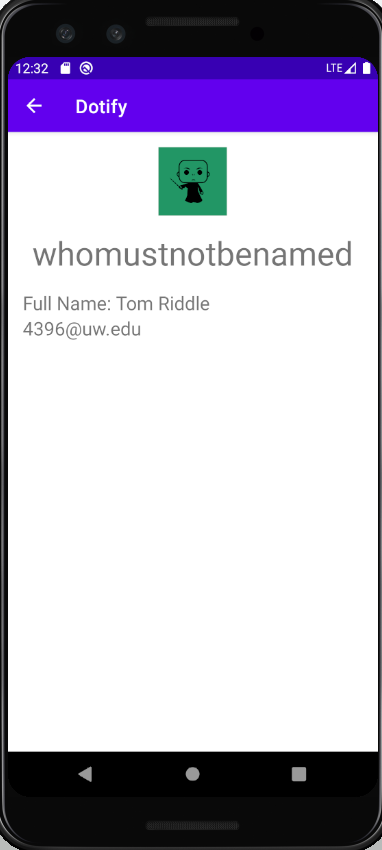 12:32 LTE
Dotify
whomustnotbenamed
Full Name: Tom Riddle
4396@uw.edu